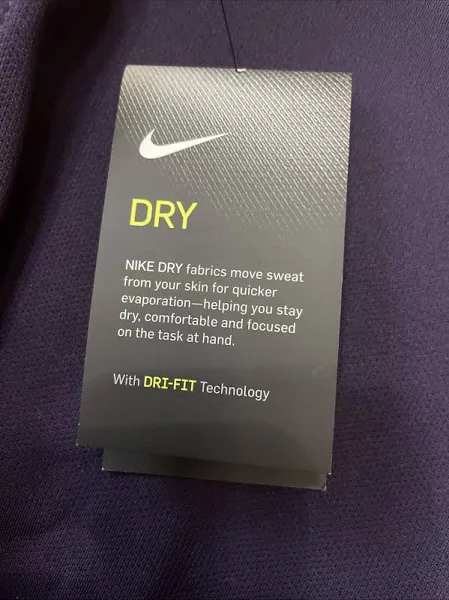 DRY
NIKE DRY fabrics move sweat
from your skin for quicker
evaporation—helping you stay
dry, comfortable and focused
on the task at hand.
With DRI-FIT Technology